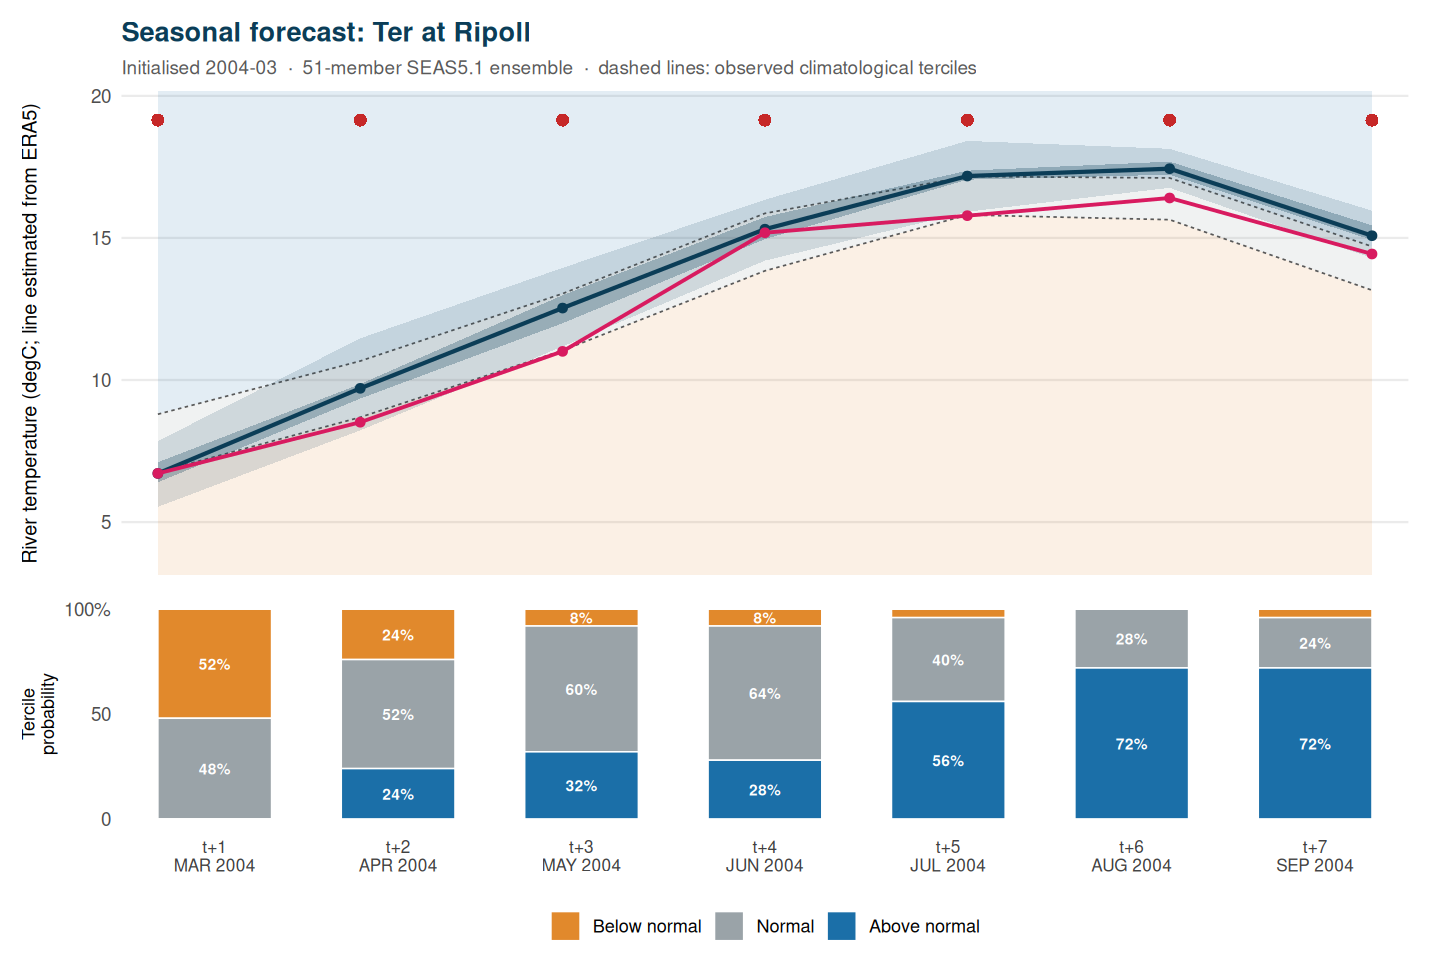 Seasonal forecast: Ter at Ripoll
Initialised 2004-03 · 51-member SEAS5.1 ensemble · dashed lines: observed climatological terciles
River temperature (degC; line estimated from ERA5)
20
15
10
5
Tercile
probability
100%
50
0
52%
48%
24%
52%
24%
8%
60%
32%
8%
64%
28%
40%
56%
28%
72%
24%
72%
t+1
MAR 2004
t+2
APR 2004
t+3
MAY 2004
t+4
JUN 2004
t+5
JUL 2004
t+6
AUG 2004
t+7
SEP 2004
Below normal
Normal
Above normal